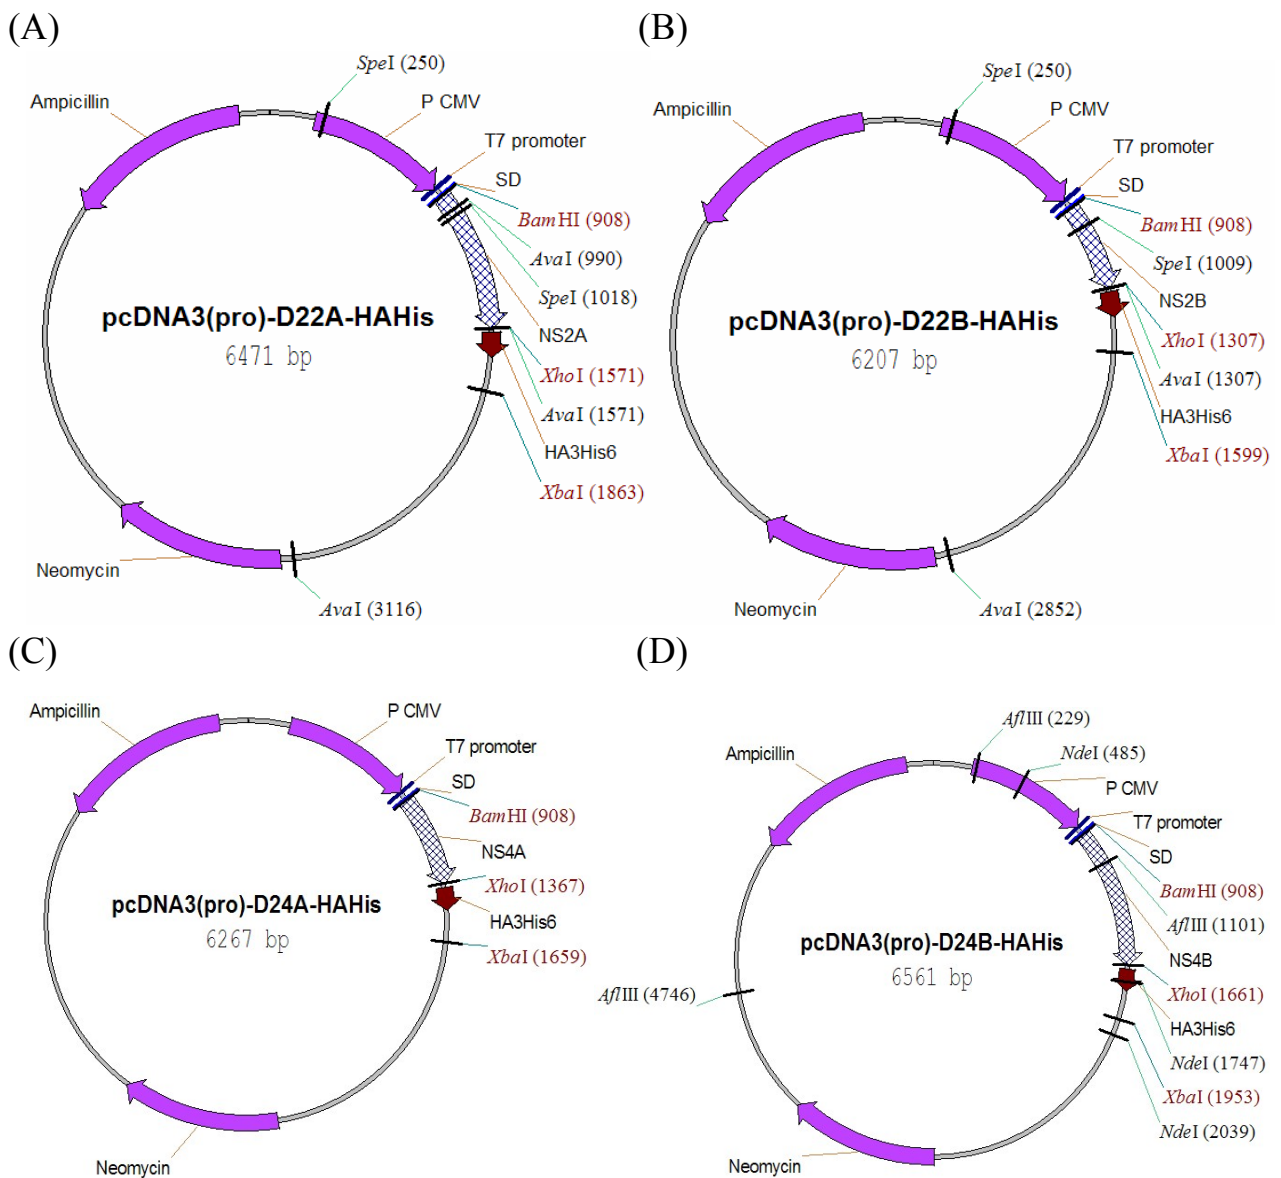 (A)
SpeI (250)
Ampicillin
P CMV
T7 promoter
SD
BamHI (908)
AvaI (990)
SpeI (1018)
pcDNA3(pro)-D22A-HAHis
6471 bp
NS2A
XhoI (1571)
AvaI (1571)
HA3His6
XbaI (1863)
Neomycin
AvaI (3116)
(B)
SpeI (250)
Ampicillin
P CMV
T7 promoter
SD
BamHI (908)
SpeI (1009)
NS2B
pcDNA3(pro)-D22B-HAHis
6207 bp
XhoI (1307)
AvaI (1307)
HA3His6
XbaI (1599)
Neomycin
AvaI (2852)
(C)
Ampicillin
P CMV
T7 promoter
SD
BamHI (908)
NS4A
XhoI (1367)
pcDNA3(pro)-D24A-HAHis
6267 bp
HA3His6
XbaI (1659)
Neomycin
(D)
AflIII (229)
NdeI (485)
Ampicillin
P CMV
T7 promoter
SD
BamHI (908)
AflIII (1101)
pcDNA3(pro)-D24B-HAHis
6561 bp
NS4B
XhoI (1661)
AflIII (4746)
HA3His6
NdeI (1747)
XbaI (1953)
NdeI (2039)
Neomycin